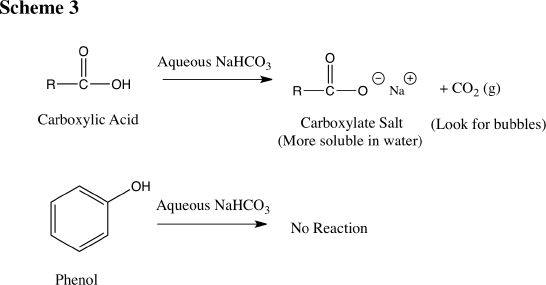 Scheme 3
O
R C OH
Aqueous NaHCO₃
O
R C O ⊖ Na ⊕
+ CO₂ (g)
Carboxylic Acid
Carboxylate Salt
(More soluble in water)
(Look for bubbles)
OH
Aqueous NaHCO₃
No Reaction
Phenol